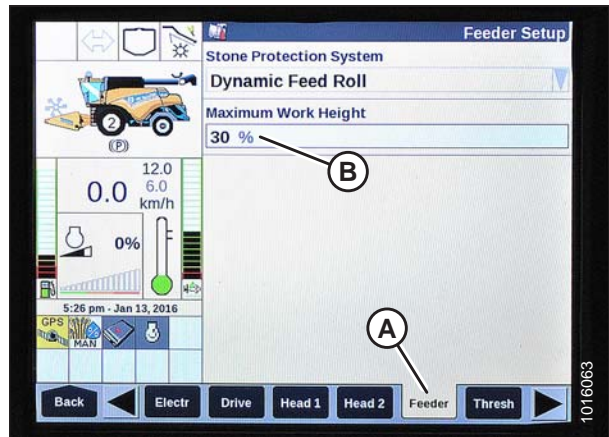 Feeder Setup
Stone Protection System
Dynamic Feed Roll
Maximum Work Height
30 %
B
2
(P)
12.0
0.0 6.0
km/h
0%
5:26 pm - Jan 13, 2016
GPS
MAN
A
Back Electr Drive Head 1 Head 2 Feeder Thresh
1016063